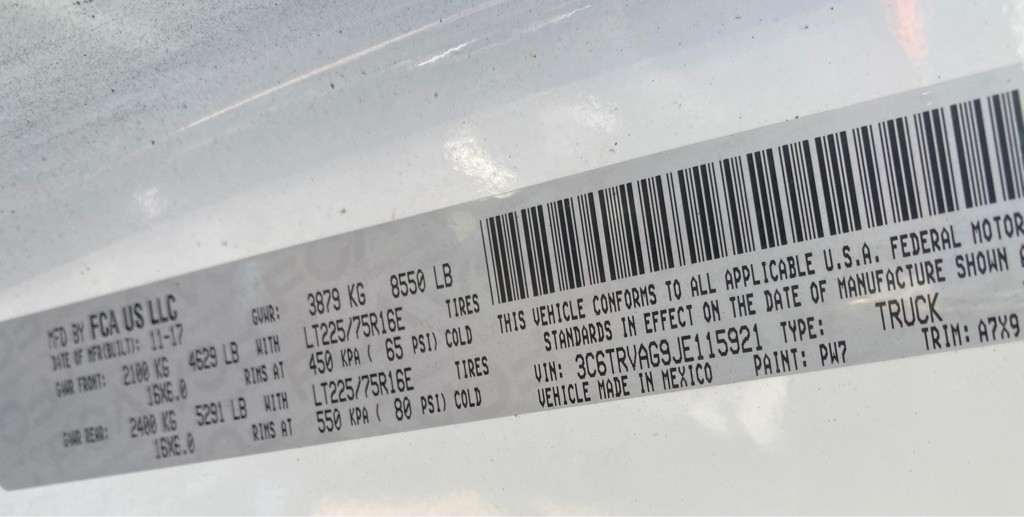 MFD BY FCA US LLC
DATE OF MFR(BUILT): 11-17 GVWR: 3879 KG 8550 LB
GAWR FRONT: 2100 KG 4629 LB WITH LT225/75R16E TIRES
16X6.0 RIMS AT 450 KPA ( 65 PSI) COLD
GAWR REAR: 2400 KG 5291 LB WITH LT225/75R16E TIRES
16X6.0 RIMS AT 550 KPA ( 80 PSI) COLD
THIS VEHICLE CONFORMS TO ALL APPLICABLE U.S.A. FEDERAL MOTOR
STANDARDS IN EFFECT ON THE DATE OF MANUFACTURE SHOWN
VIN: 3C6TRVAG9JE115921 TYPE: TRUCK
VEHICLE MADE IN MEXICO PAINT: PW7 TRIM: A7X9